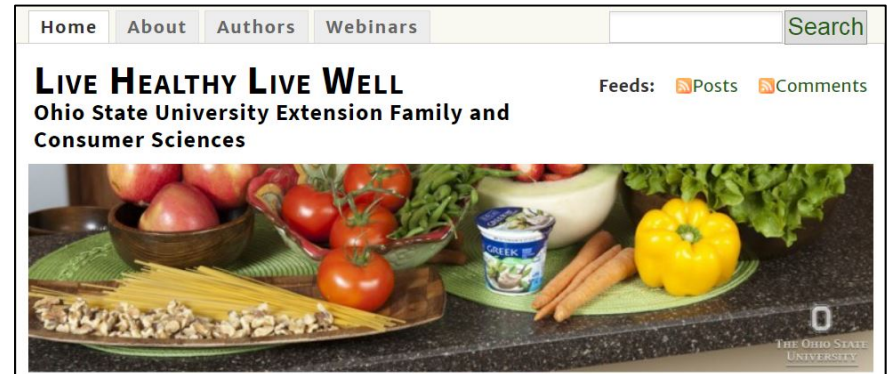 Home About Authors Webinars Search
LIVE HEALTHY LIVE WELL
Feeds: Posts Comments
Ohio State University Extension Family and
Consumer Sciences
GREEK
O
THE OHIO STATE
UNIVERSITY